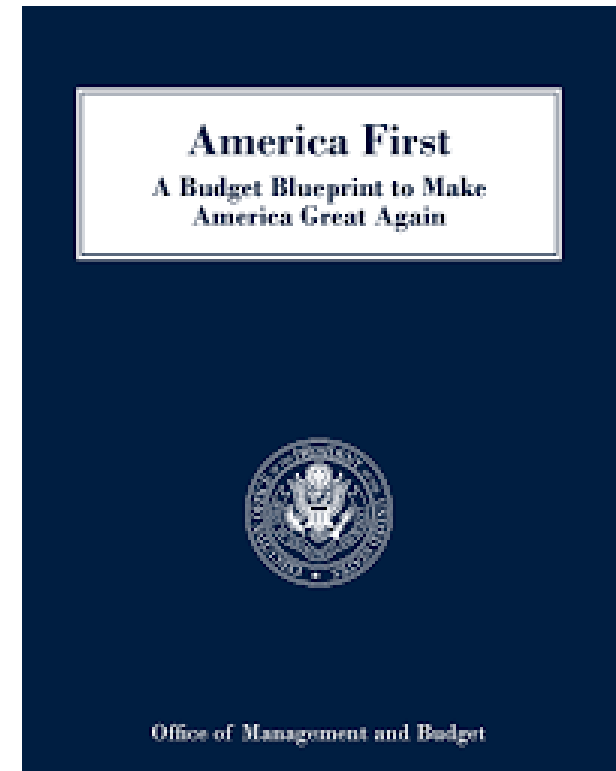 America First
A Budget Blueprint to Make
America Great Again
Office of Management and Budget